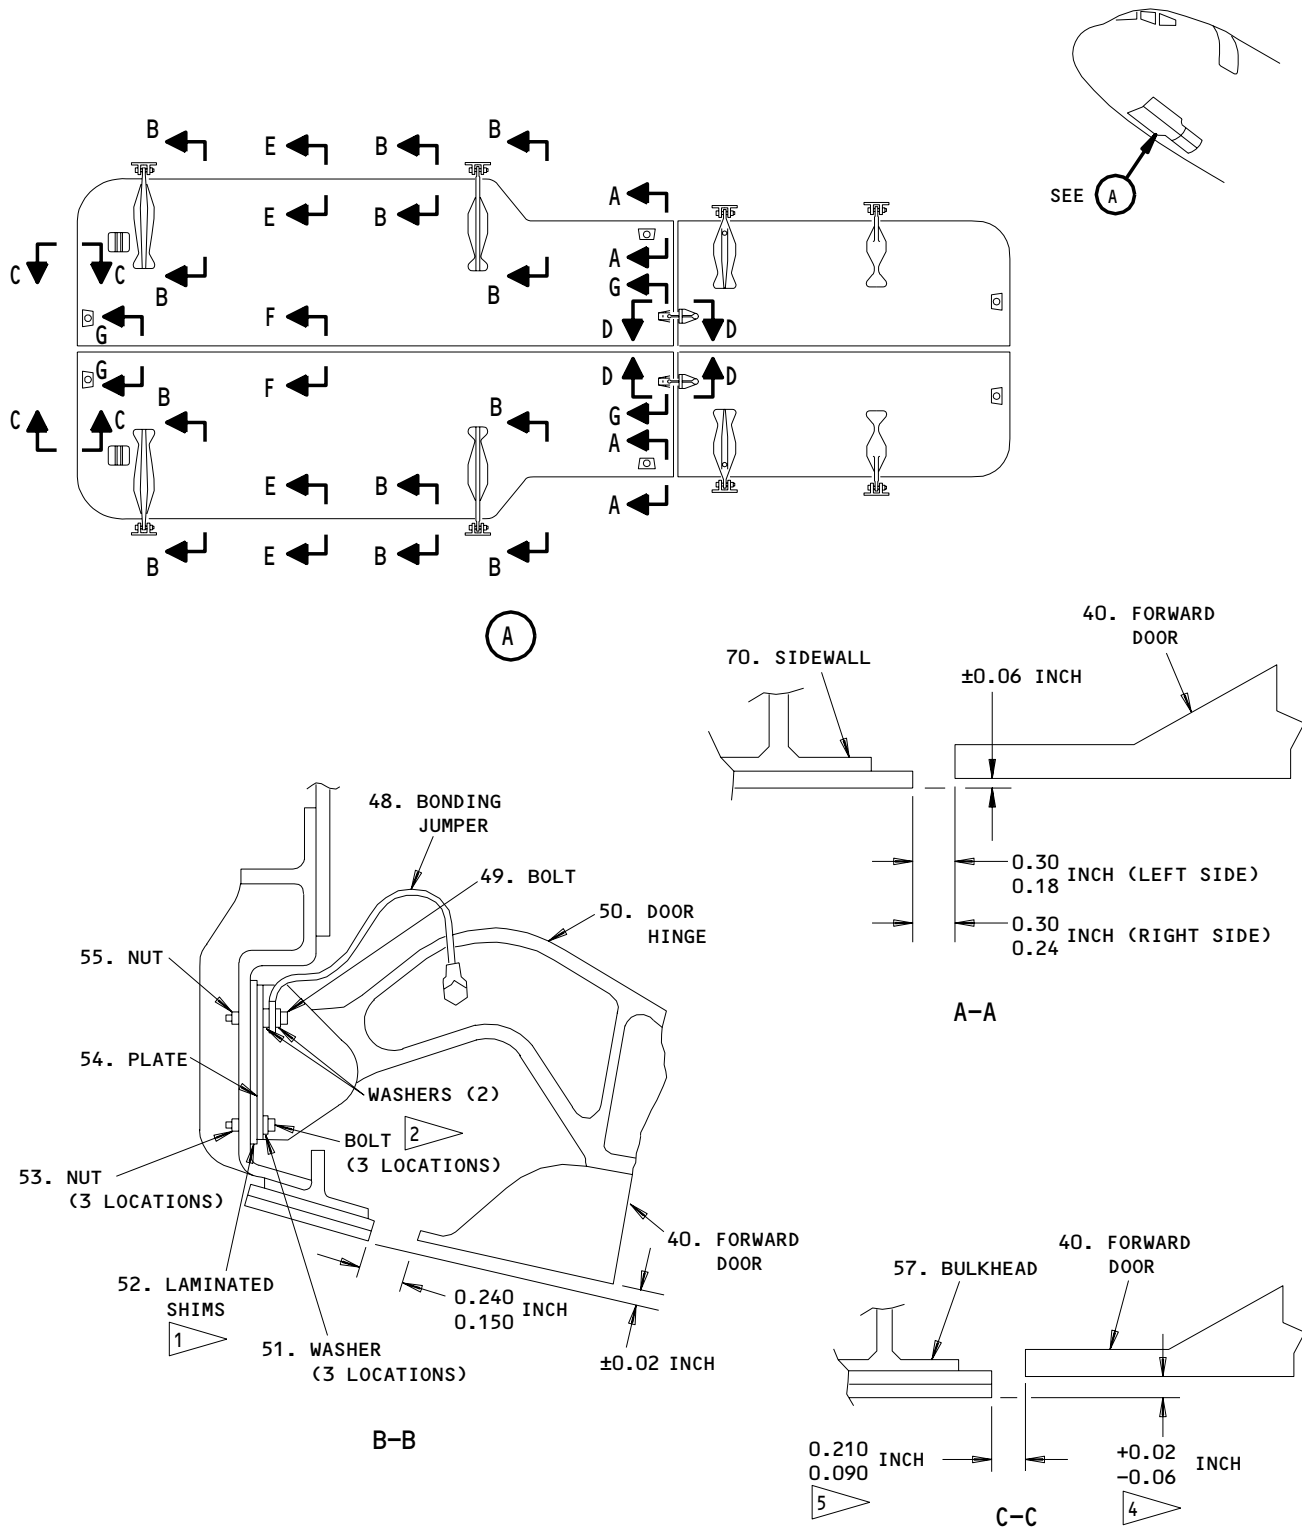 SEE A
B
E
B
B
A
E
B
A
C
C
B
B
G
F
D
D
G
G
F
D
D
B
B
G
C
C
A
E
B
A
B
E
B
B
A
40. FORWARD
DOOR
70. SIDEWALL
±0.06 INCH
0.30
0.18
INCH (LEFT SIDE)
0.30
0.24
INCH (RIGHT SIDE)
A-A
48. BONDING
JUMPER
49. BOLT
50. DOOR
HINGE
55. NUT
54. PLATE
WASHERS (2)
BOLT 2
(3 LOCATIONS)
53. NUT
(3 LOCATIONS)
40. FORWARD
DOOR
52. LAMINATED
SHIMS
1
0.240
0.150
INCH
51. WASHER
(3 LOCATIONS)
±0.02 INCH
B-B
40. FORWARD
DOOR
57. BULKHEAD
0.210
0.090
INCH
5
+0.02
-0.06
INCH
4
C-C